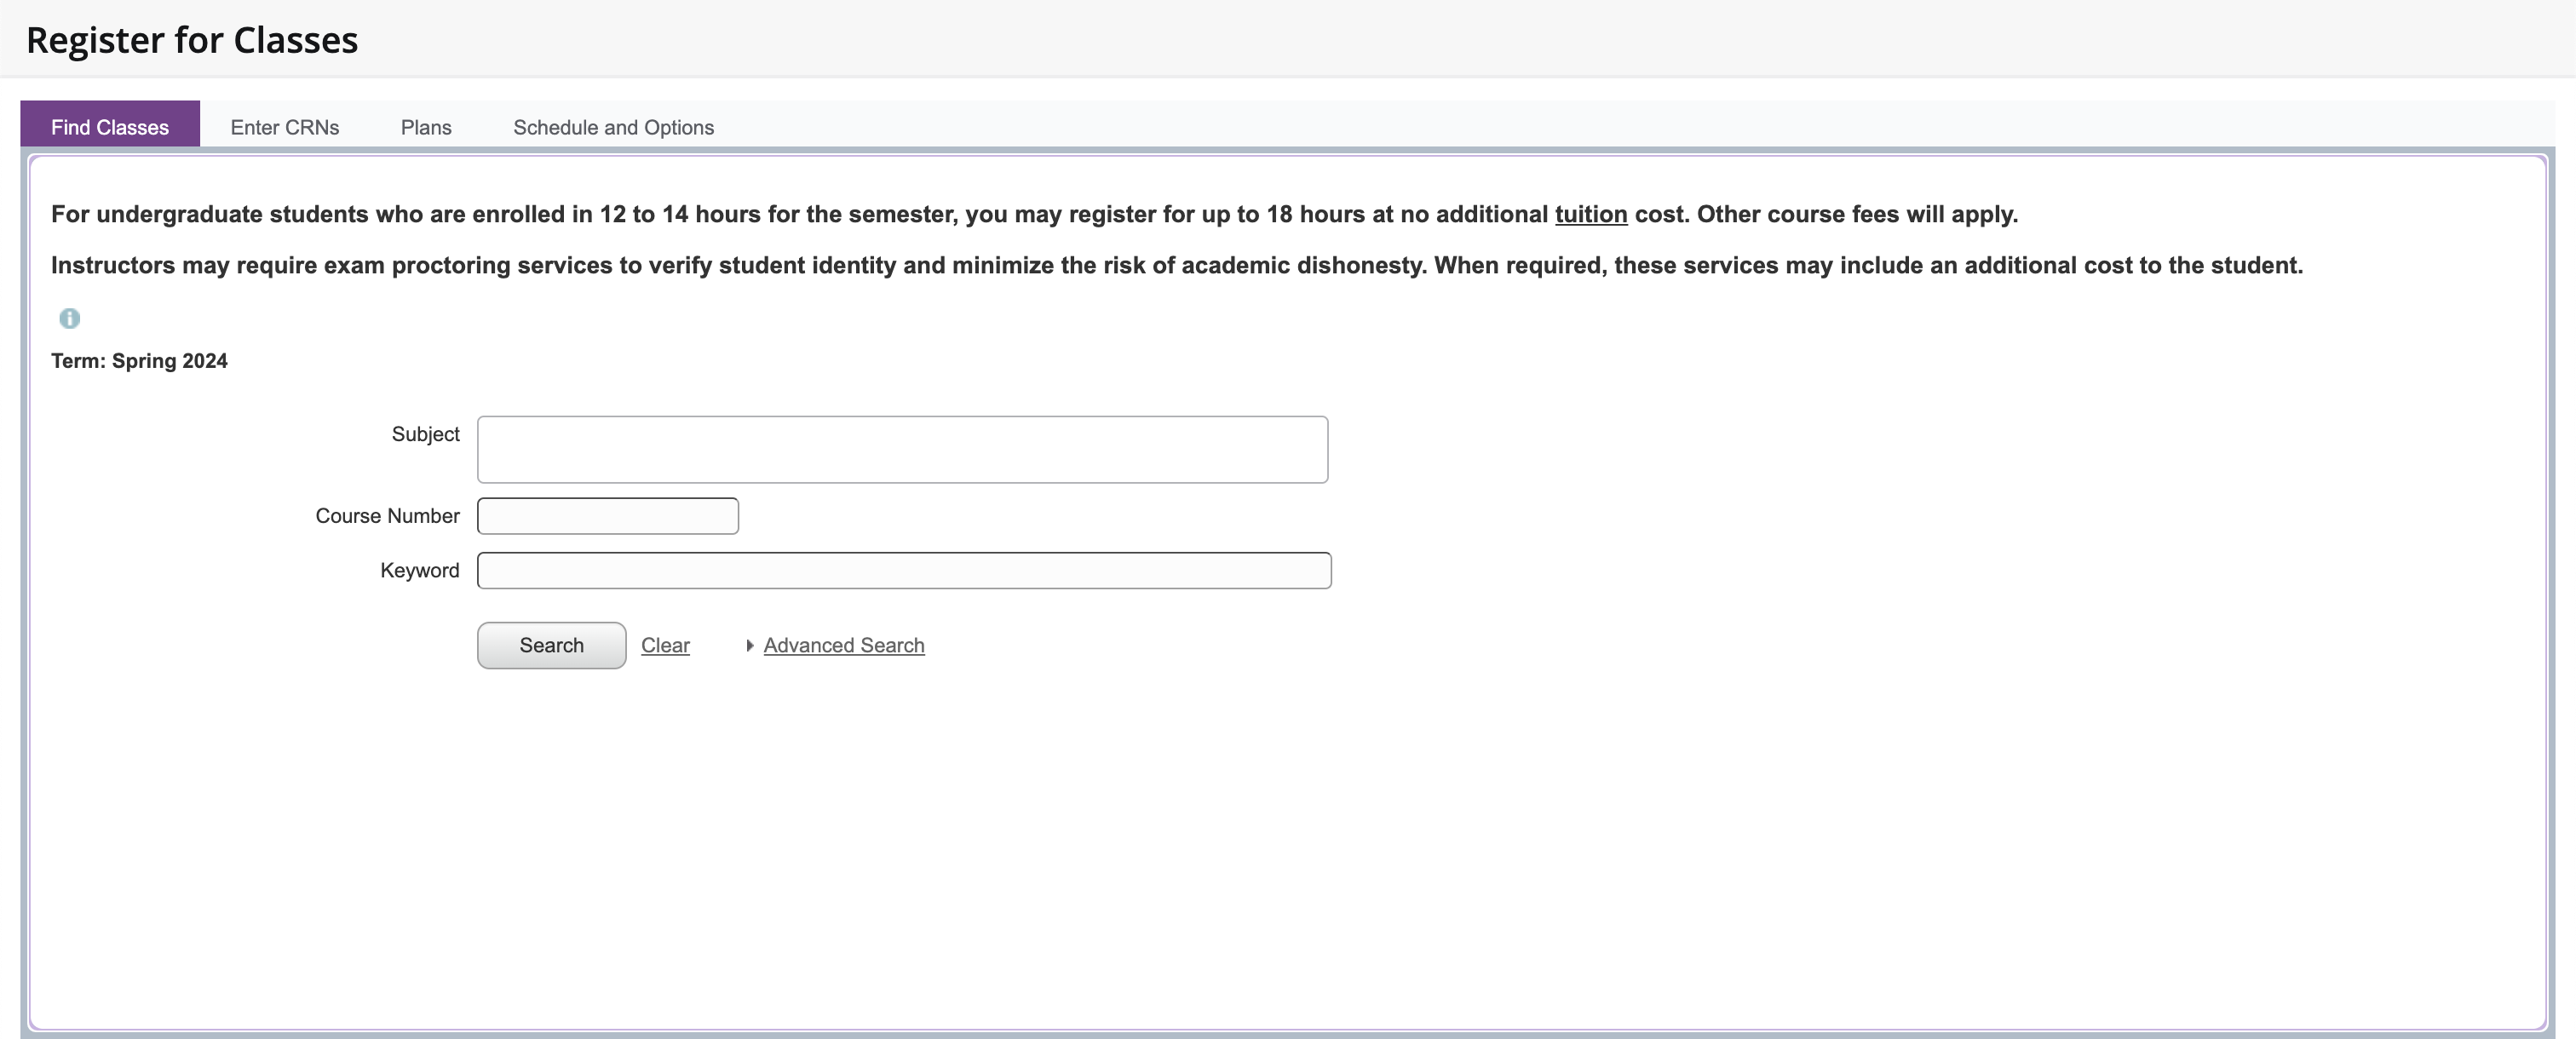 Register for Classes
Find Classes Enter CRNs Plans Schedule and Options
For undergraduate students who are enrolled in 12 to 14 hours for the semester, you may register for up to 18 hours at no additional tuition cost. Other course fees will apply.
Instructors may require exam proctoring services to verify student identity and minimize the risk of academic dishonesty. When required, these services may include an additional cost to the student.
Term: Spring 2024
Subject
Course Number
Keyword
Search Clear Advanced Search